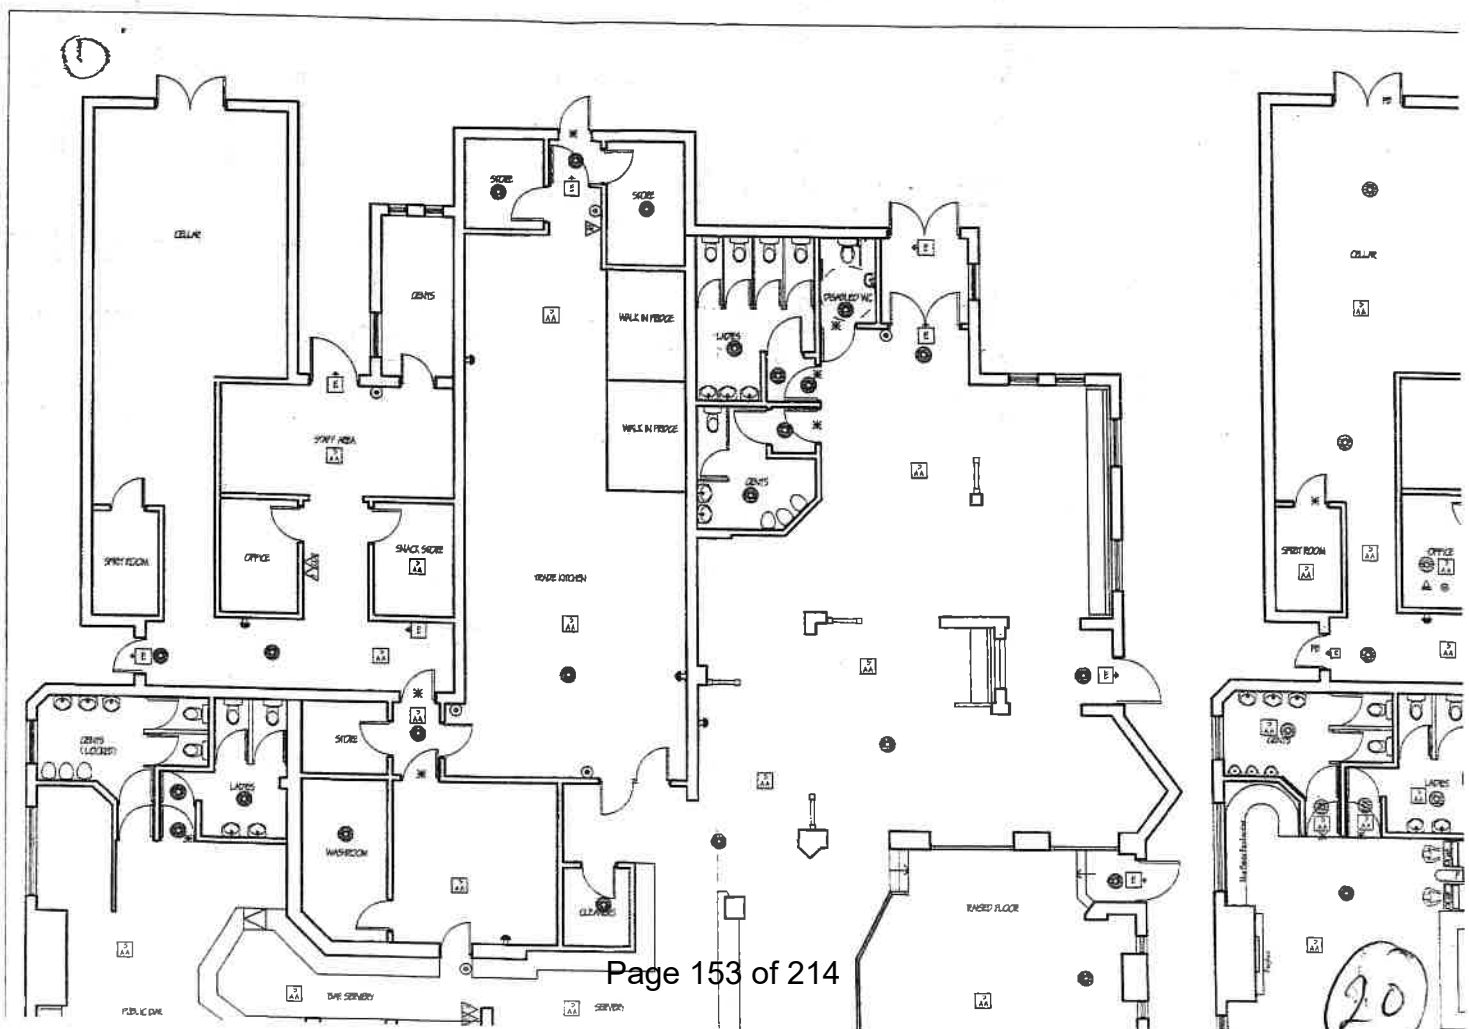 1
CELLAR
STORE
STORE
GENTS
WALK IN FRIDGE
LADIES
DISABLED WC
CELLAR
WALK IN FRIDGE
STAFF AREA
GENTS
SPIRIT ROOM
OFFICE
SNACK STORE
TRADE KITCHEN
SPIRIT ROOM
OFFICE
GENTS
(LOCKED)
STORE
GENTS
LADIES
LADIES
WASHROOM
CLEANERS
RAISED FLOOR
Page 153 of 214
PUBLIC BAR
BAR SERVERY
SERVERY
20